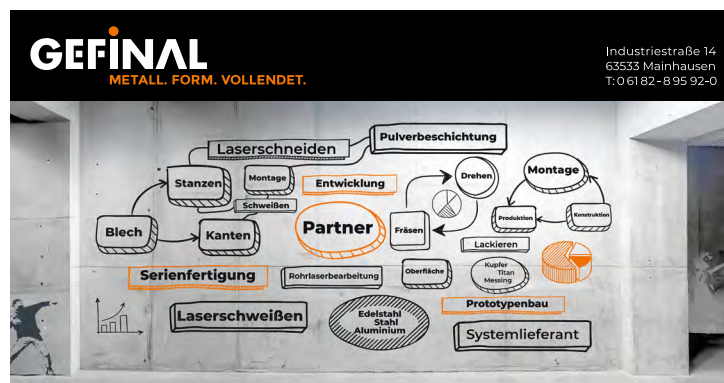 GEFINAL
METALL. FORM. VOLLENDET.
Industriestraße 14
63533 Mainhausen
T: 0 61 82 - 8 95 92-0
Laserschneiden
Pulverbeschichtung
Stanzen
Montage
Entwicklung
Drehen
Montage
Schweißen
Blech
Kanten
Partner
Fräsen
Produktion
Konstruktion
Lackieren
Serienfertigung
Rohrlaserbearbeitung
Oberfläche
Kupfer
Titan
Messing
Laserschweißen
Edelstahl
Stahl
Aluminium
Prototypenbau
Systemlieferant